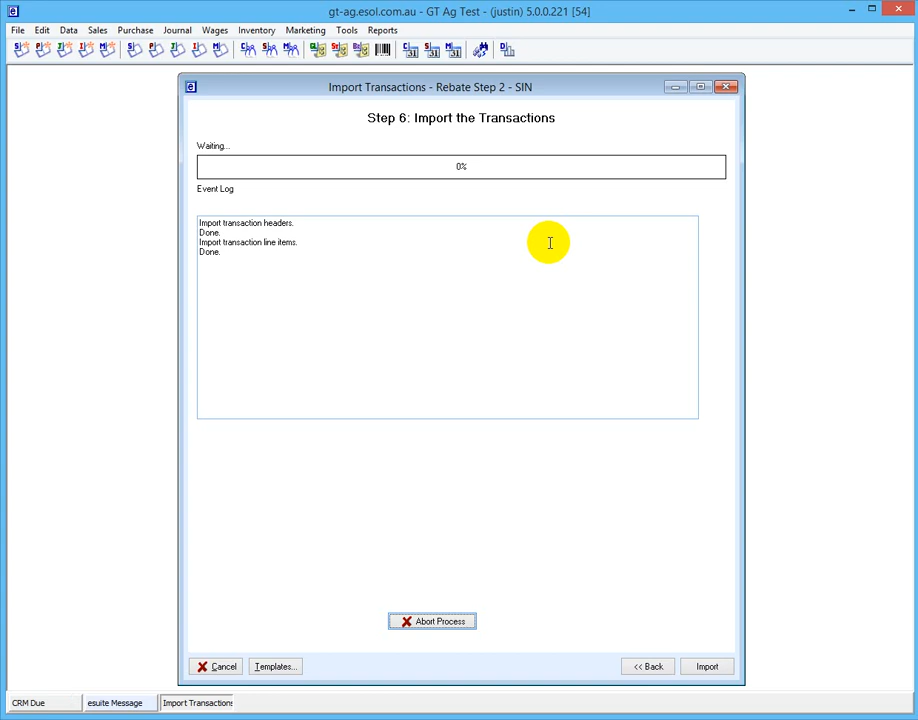 gt-ag.esol.com.au - GT Ag Test - (justin) 5.0.0.221 [54]
File Edit Data Sales Purchase Journal Wages Inventory Marketing Tools Reports
Import Transactions - Rebate Step 2 - SIN
Step 6: Import the Transactions
Waiting...
0%
Event Log
Import transaction headers.
Done.
Import transaction line items.
Done.
Abort Process
Cancel Templates... << Back Import
CRM Due esuite Message Import Transactions